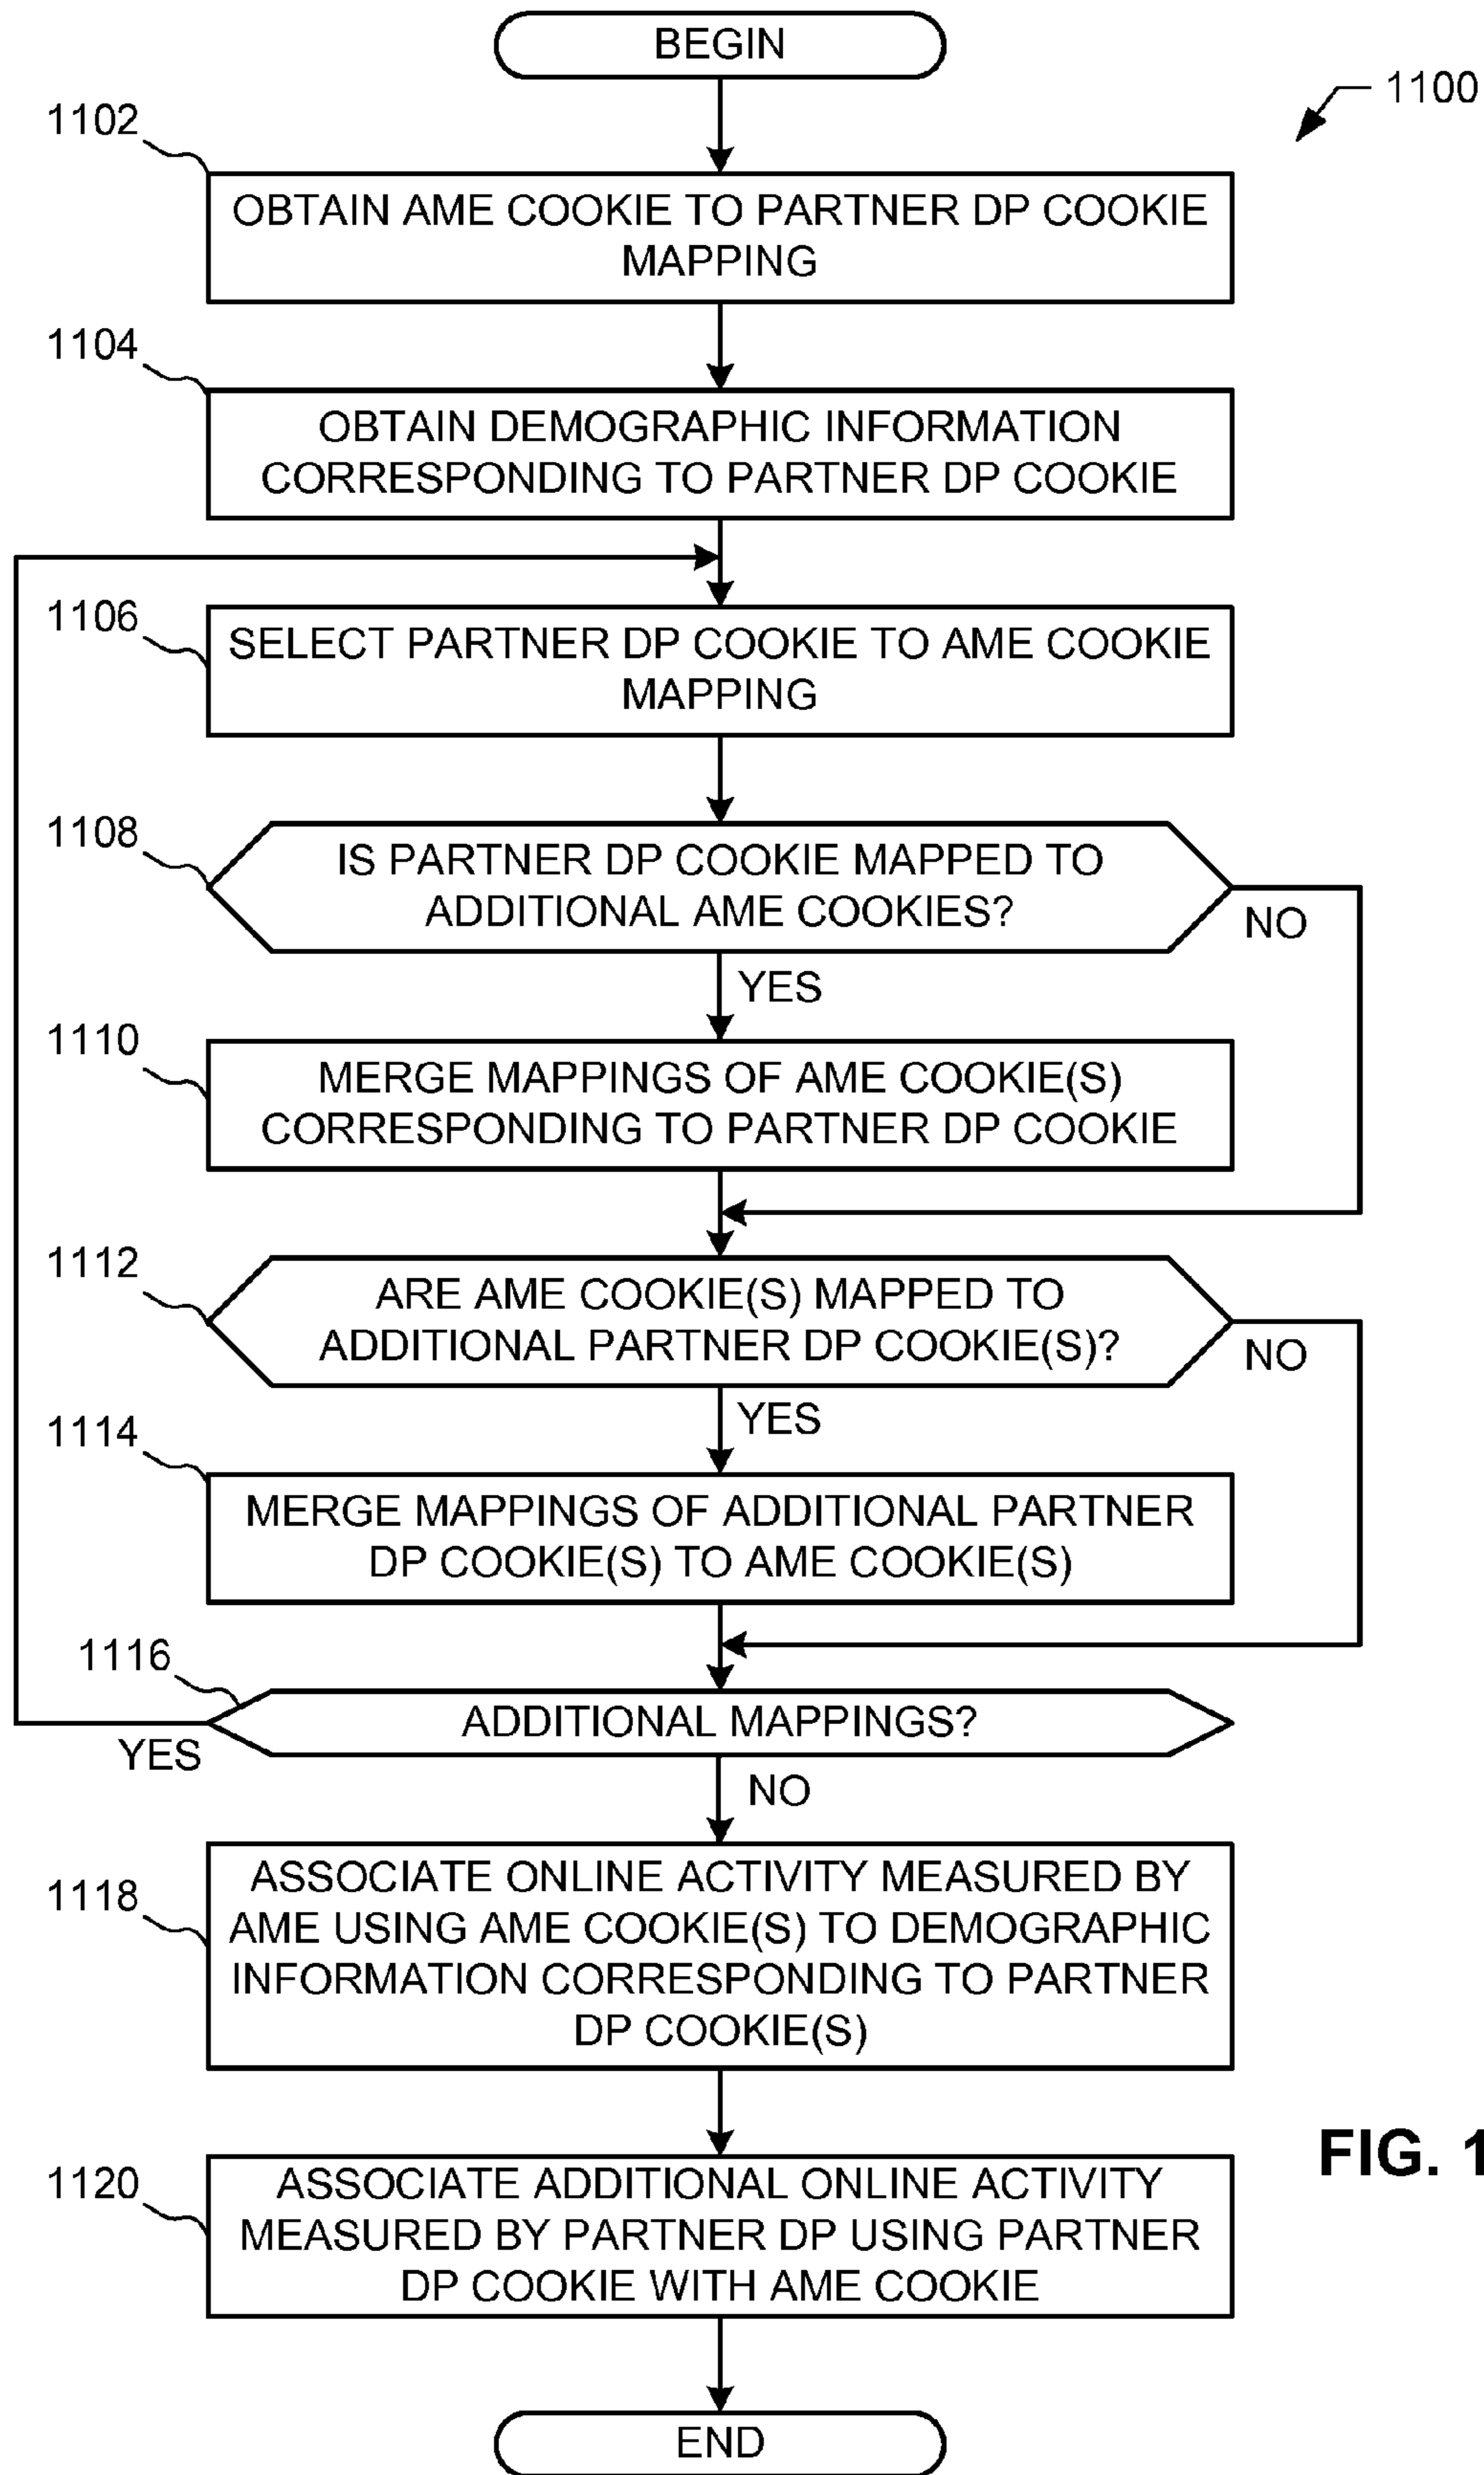 BEGIN
1100
1102
OBTAIN AME COOKIE TO PARTNER DP COOKIE
MAPPING
1104
OBTAIN DEMOGRAPHIC INFORMATION
CORRESPONDING TO PARTNER DP COOKIE
1106
SELECT PARTNER DP COOKIE TO AME COOKIE
MAPPING
1108
IS PARTNER DP COOKIE MAPPED TO
ADDITIONAL AME COOKIES?
NO
YES
1110
MERGE MAPPINGS OF AME COOKIE(S)
CORRESPONDING TO PARTNER DP COOKIE
1112
ARE AME COOKIE(S) MAPPED TO
ADDITIONAL PARTNER DP COOKIE(S)?
NO
YES
1114
MERGE MAPPINGS OF ADDITIONAL PARTNER
DP COOKIE(S) TO AME COOKIE(S)
1116
ADDITIONAL MAPPINGS?
YES
NO
1118
ASSOCIATE ONLINE ACTIVITY MEASURED BY
AME USING AME COOKIE(S) TO DEMOGRAPHIC
INFORMATION CORRESPONDING TO PARTNER
DP COOKIE(S)
FIG. 1
1120
ASSOCIATE ADDITIONAL ONLINE ACTIVITY
MEASURED BY PARTNER DP USING PARTNER
DP COOKIE WITH AME COOKIE
END